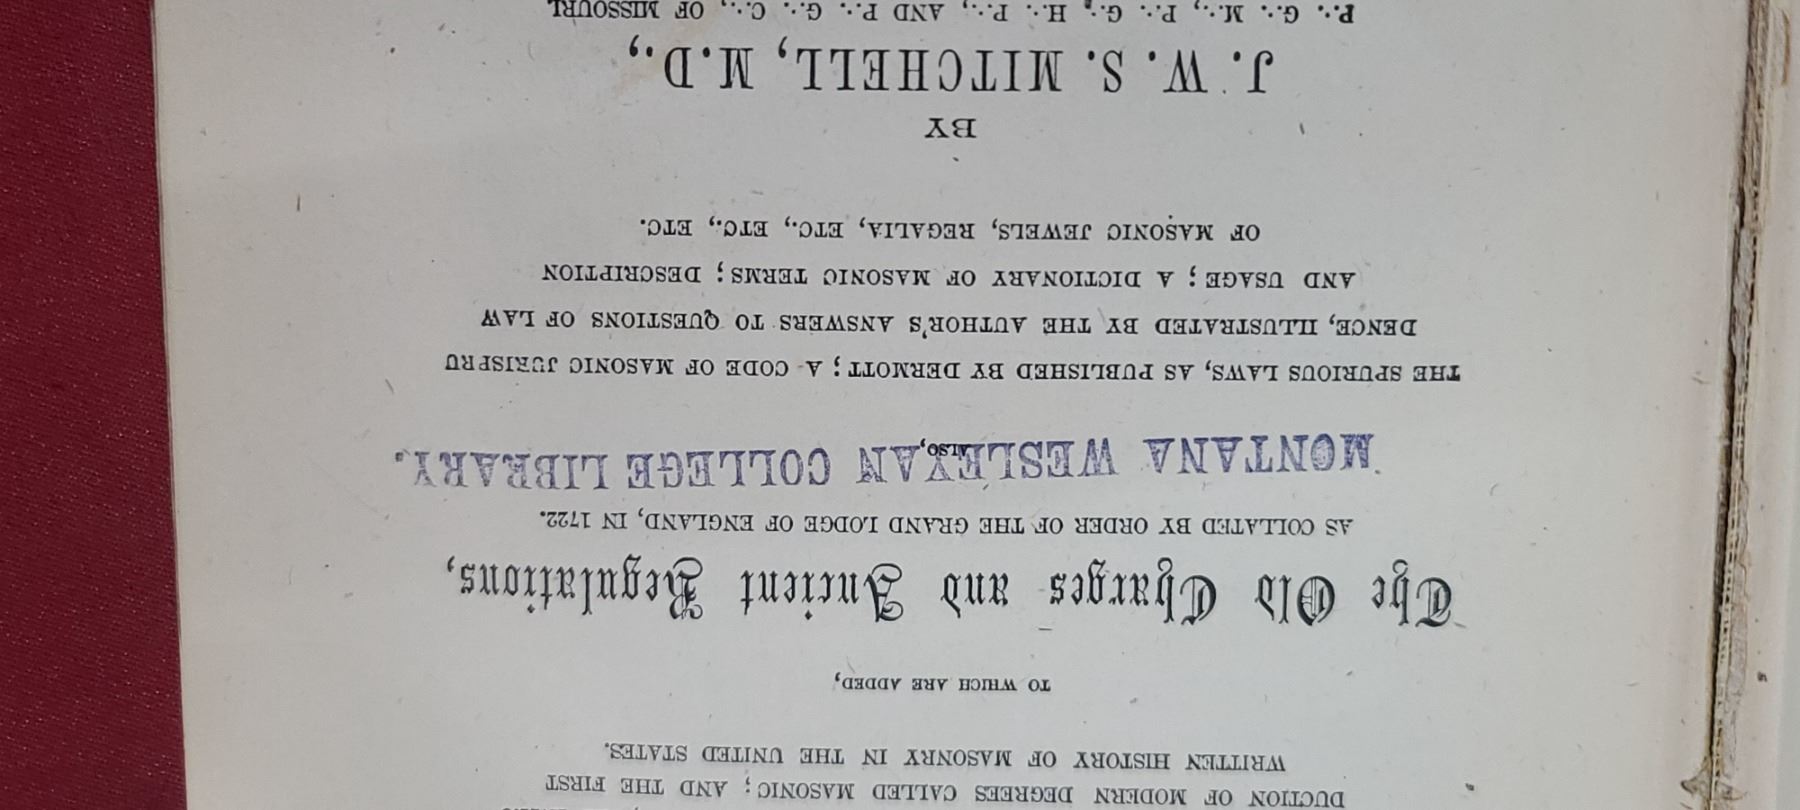 DUCTION OF MODERN DEGREES CALLED MASONIC; AND THE FIRST
WRITTEN HISTORY OF MASONRY IN THE UNITED STATES.
TO WHICH ARE ADDED,
The Old Charges and Ancient Regulations,
AS COLLATED BY ORDER OF THE GRAND LODGE OF ENGLAND, IN 1722.
MONTANA WESLEYAN COLLEGE LIBRARY.
ALSO,
THE SPURIOUS LAWS, AS PUBLISHED BY DERMOTT; A CODE OF MASONIC JURISPRU
DENCE, ILLUSTRATED BY THE AUTHOR'S ANSWERS TO QUESTIONS OF LAW
AND USAGE; A DICTIONARY OF MASONIC TERMS; DESCRIPTION
OF MASONIC JEWELS, REGALIA, ETC., ETC., ETC.
BY
J. W. S. MITCHELL, M.D.,
P∴ G∴ M∴, P∴ G∴ H∴ P∴, AND P∴ G∴ C∴, OF MISSOURI.